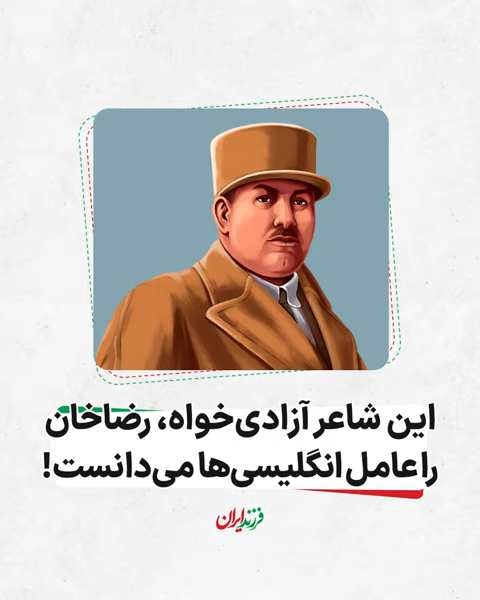 این شاعر آزادی‌خواه، رضاخان
را عامل انگلیسی‌ها می‌دانست!
فرزند ایران